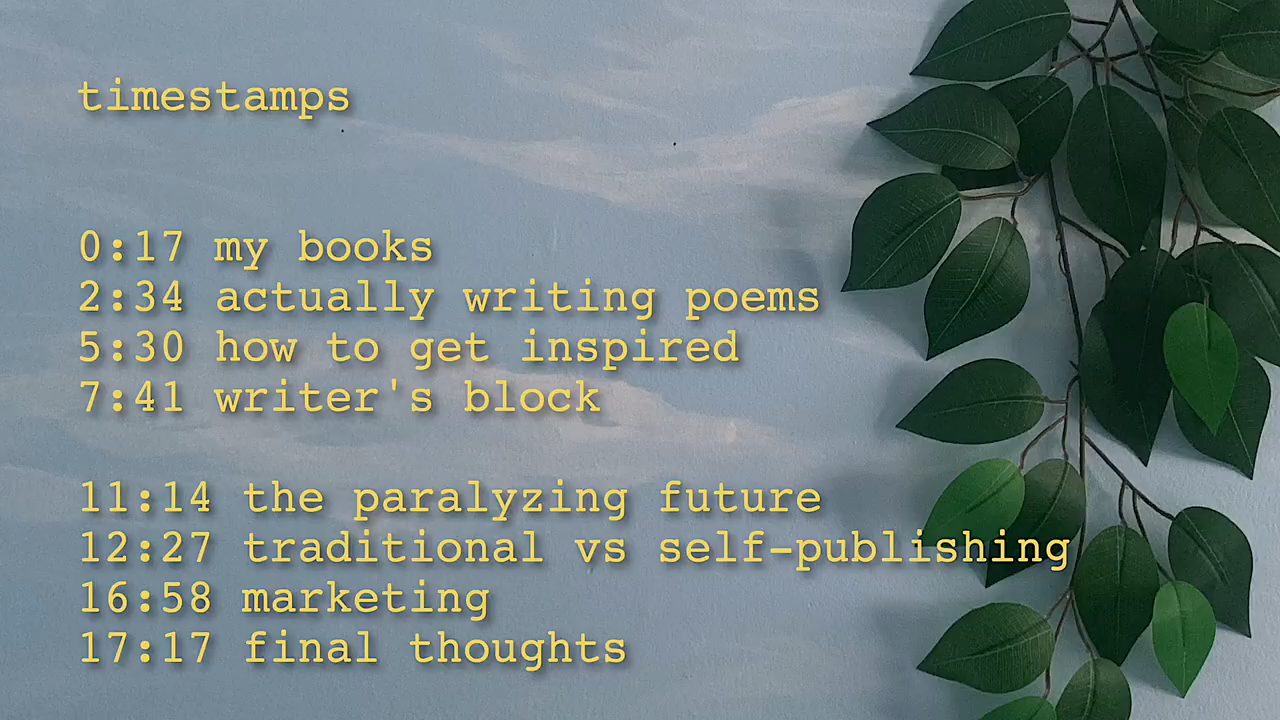 timestamps
0:17 my books
2:34 actually writing poems
5:30 how to get inspired
7:41 writer's block
11:14 the paralyzing future
12:27 traditional vs self-publishing
16:58 marketing
17:17 final thoughts